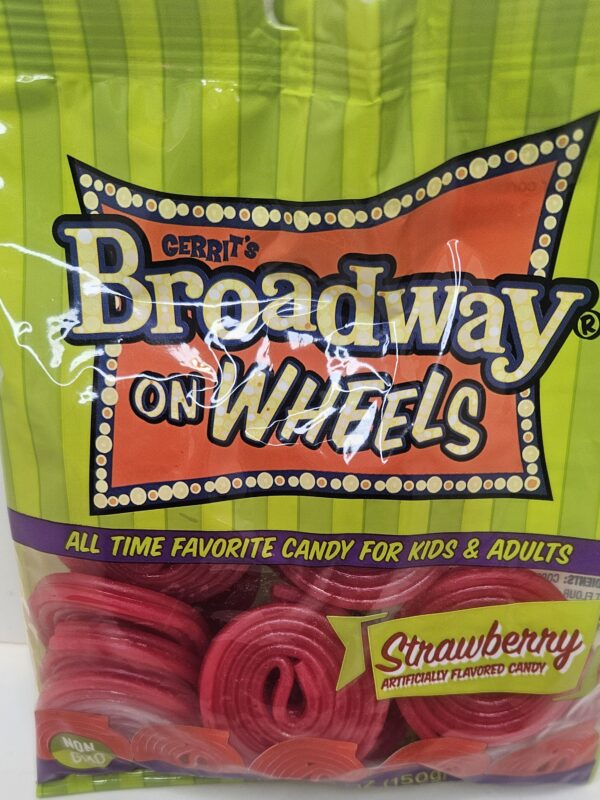 GERRIT'S
Broadway®
ON WHEELS
ALL TIME FAVORITE CANDY FOR KIDS & ADULTS
Strawberry
ARTIFICIALLY FLAVORED CANDY
NON
GMO
(150g